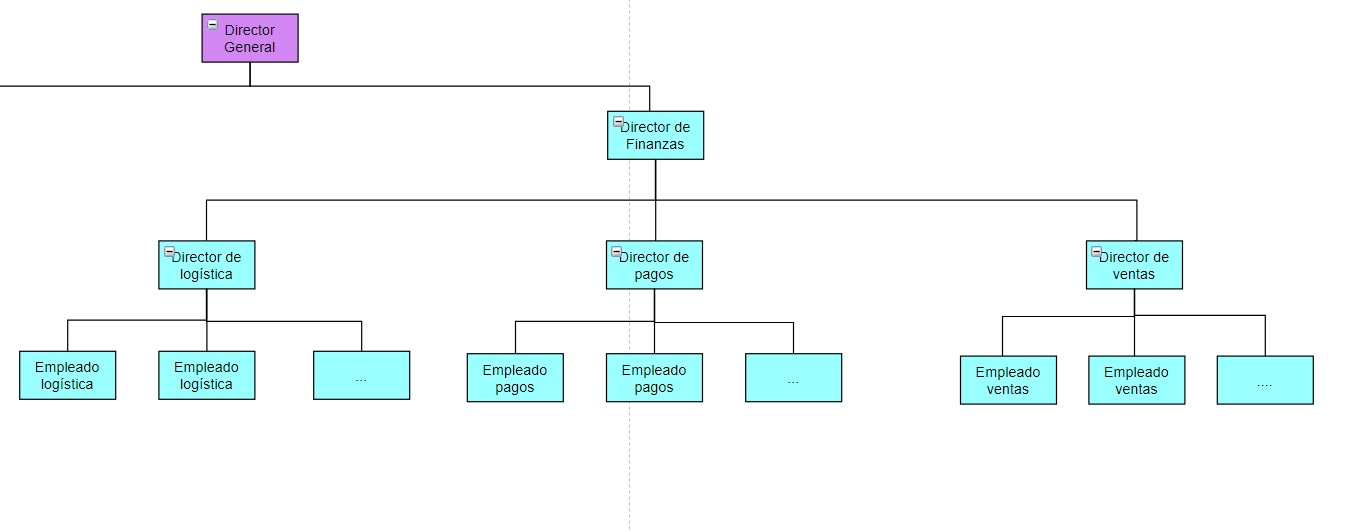 Director
General
Director de
Finanzas
Director de
logística
Director de
pagos
Director de
ventas
Empleado
logística
Empleado
logística
...
Empleado
pagos
Empleado
pagos
...
Empleado
ventas
Empleado
ventas
....